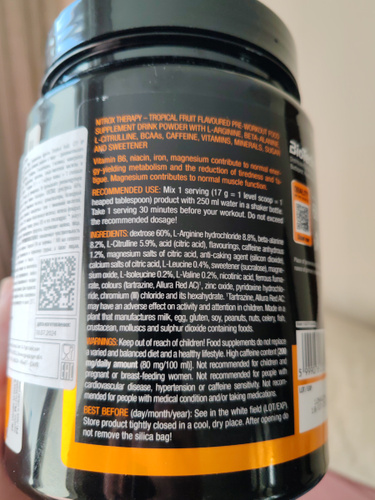 NITROX THERAPY – TROPICAL FRUIT FLAVOURED PRE-WORKOUT FOOD
SUPPLEMENT DRINK POWDER WITH L-ARGININE, BETA-ALANINE,
L-CITRULLINE, BCAAs, CAFFEINE, VITAMINS, MINERALS, SUGAR
AND SWEETENER
Vitamin B6, niacin, iron, magnesium contribute to normal ener-
gy-yielding metabolism and the reduction of tiredness and fa-
tigue. Magnesium contributes to normal muscle function.
RECOMMENDED USE: Mix 1 serving (17 g = 1 level scoop = 1
heaped tablespoon) product with 250 ml water in a shaker bottle.
Take 1 serving 30 minutes before your workout. Do not exceed
the recommended dosage!
INGREDIENTS: dextrose 60%, L-Arginine hydrochloride 8.8%, beta-alanine
8.2%, L-Citrulline 5.9%, acid (citric acid), flavourings, caffeine anhydrous
1.2%, magnesium salts of citric acid, anti-caking agent (silicon dioxide),
calcium salts of citric acid, L-Leucine 0.4%, sweetener (sucralose), magne-
sium oxide, L-Isoleucine 0.2%, L-Valine 0.2%, nicotinic acid, ferrous fuma-
rate, colours (tartrazine, Allura Red AC)¹, zinc oxide, pyridoxine hydrochlo-
ride, chromium (III) chloride and its hexahydrate. ¹Tartrazine, Allura Red AC:
may have an adverse effect on activity and attention in children. Made in a
plant that manufactures milk, egg, gluten, soy, peanuts, nuts, celery, fish,
crustacean, molluscs and sulphur dioxide containing foods.
WARNINGS: Keep out of reach of children! Food supplements do not replace
a varied and balanced diet and a healthy lifestyle. High caffeine content (200
mg/daily amount (80 mg/100 ml)). Not recommended for children and
pregnant or breast-feeding women. Not recommended for people with
cardiovascular disease, hypertension or caffeine sensitivity. Not recom-
mended for people with medical condition and/or taking medications.
BEST BEFORE (day/month/year): See in the white field (LOT/EXP).
Store product tightly closed in a cool, dry place. After opening do
not remove the silica bag!